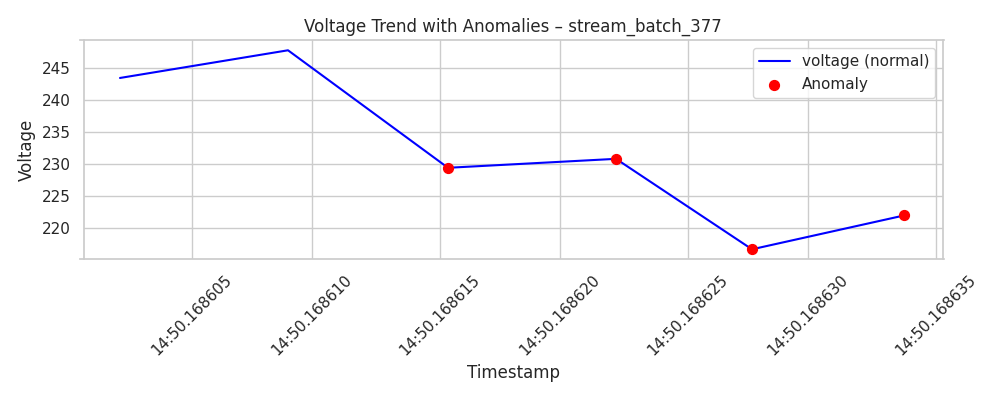 Voltage Trend with Anomalies – stream_batch_377
voltage (normal)
Anomaly
Voltage
245
240
235
230
225
220
14:50.168605
14:50.168610
14:50.168615
14:50.168620
14:50.168625
14:50.168630
14:50.168635
Timestamp